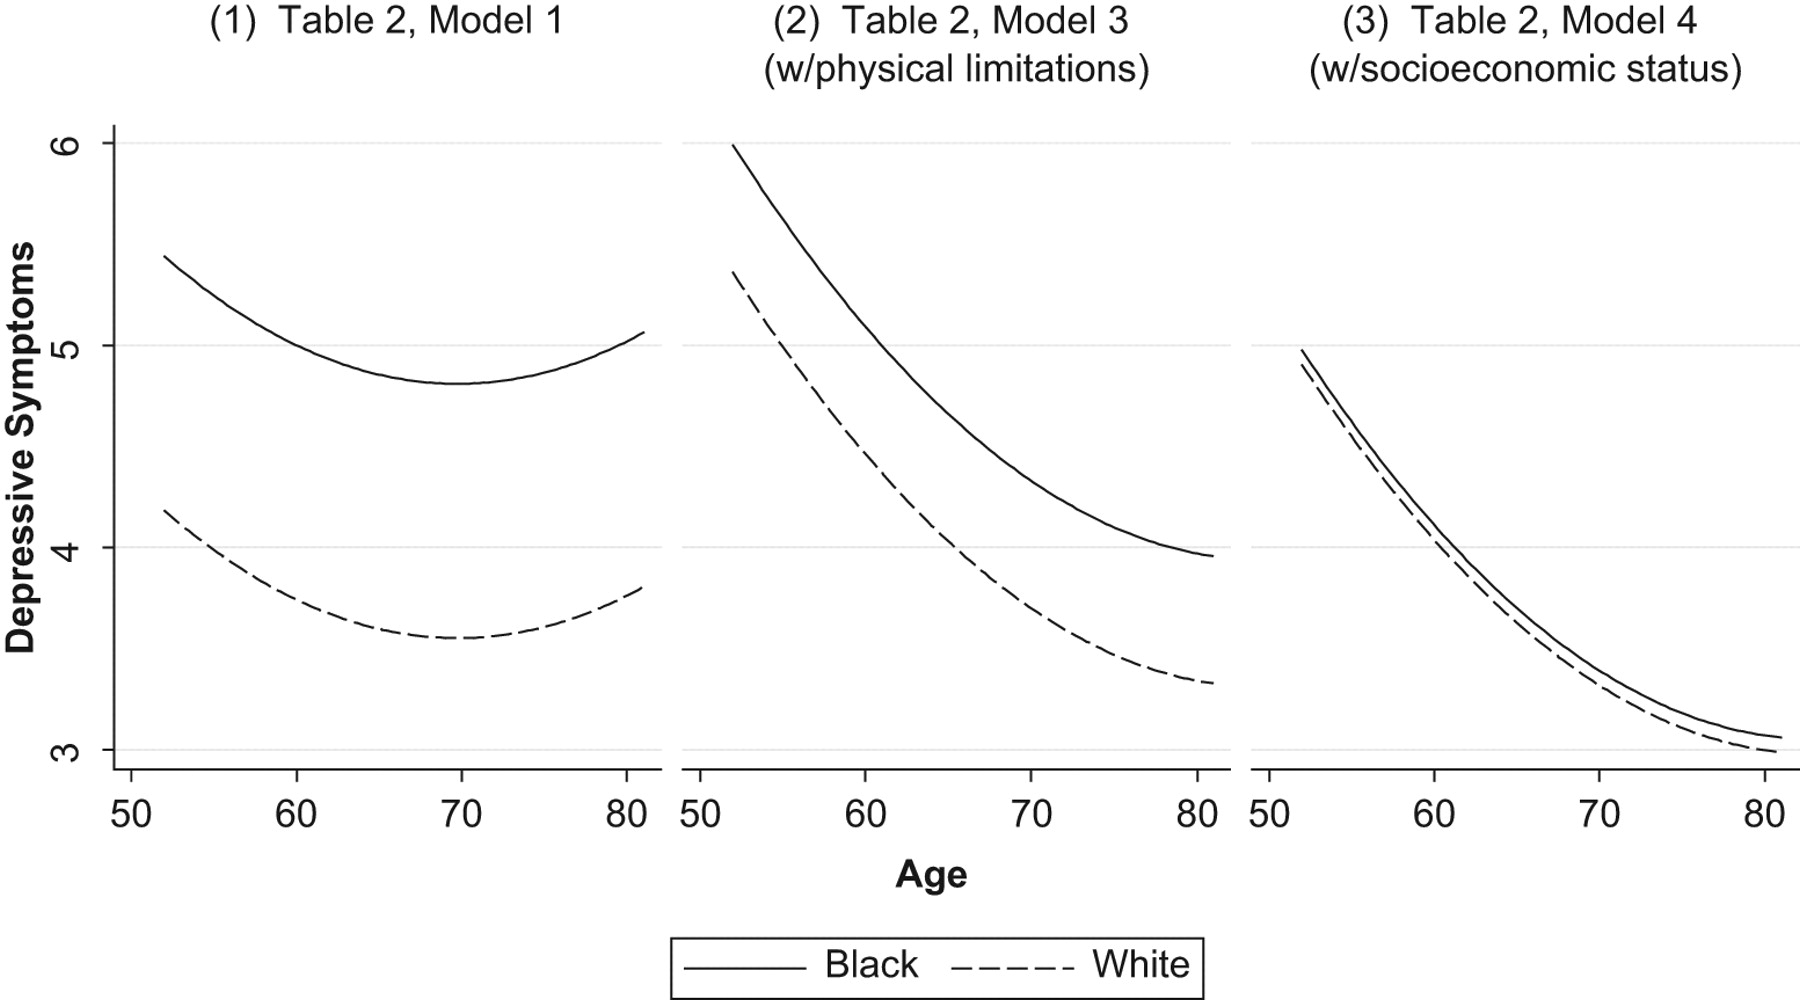 (1) Table 2, Model 1
(2) Table 2, Model 3
(w/physical limitations)
(3) Table 2, Model 4
(w/socioeconomic status)
Depressive Symptoms
6
5
4
3
50 60 70 80
50 60 70 80
50 60 70 80
Age
Black White